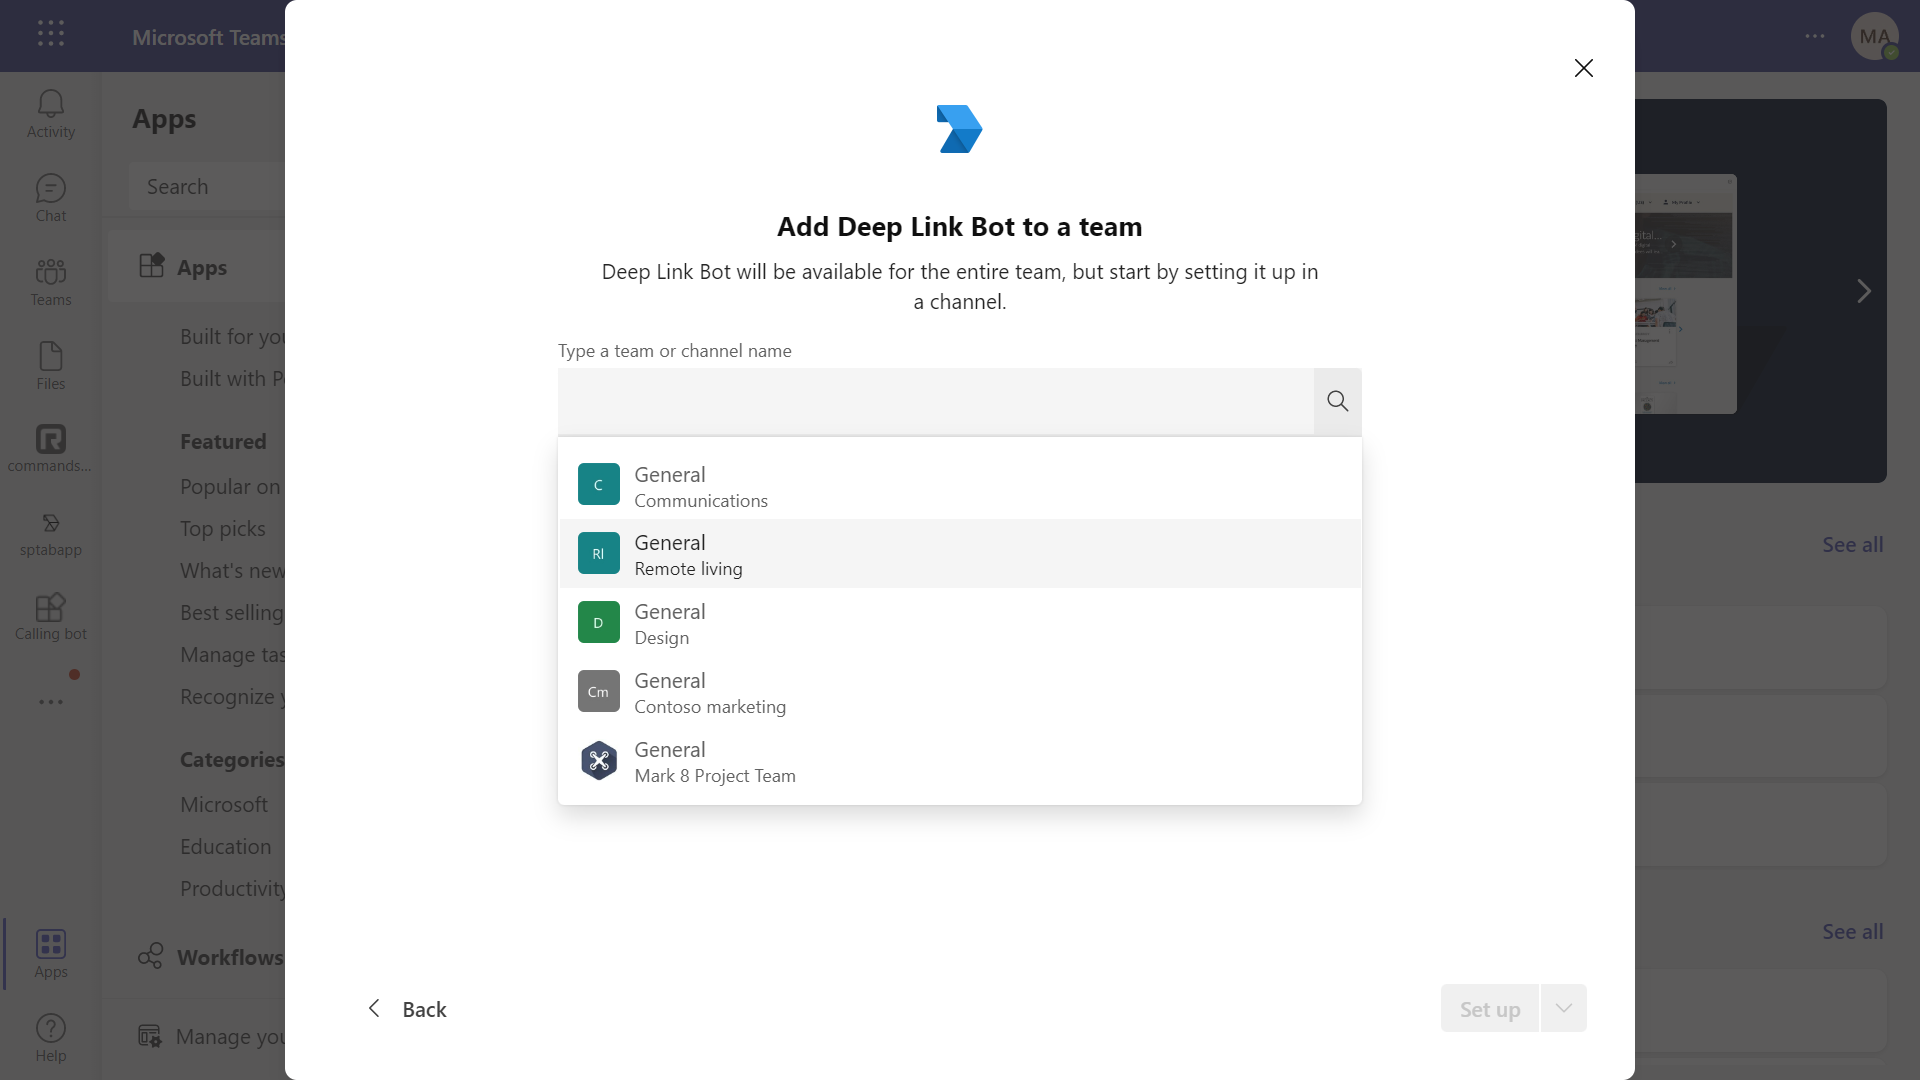 Microsoft Teams
MA
Activity
Chat
Teams
Files
commands...
sptabapp
Calling bot
Apps
Help
Apps
Search
Apps
Built for you
Built with
Featured
Popular on
Top picks
What's new
Best selling
Manage
Recognize
Categories
Microsoft
Education
Productivity
Workflows
Manage
Add Deep Link Bot to a team
Deep Link Bot will be available for the entire team, but start by setting it up in
a channel.
Type a team or channel name
C
General
Communications
Rl
General
Remote living
D
General
Design
Cm
General
Contoso marketing
General
Mark 8 Project Team
Back
Set up
See all
See all